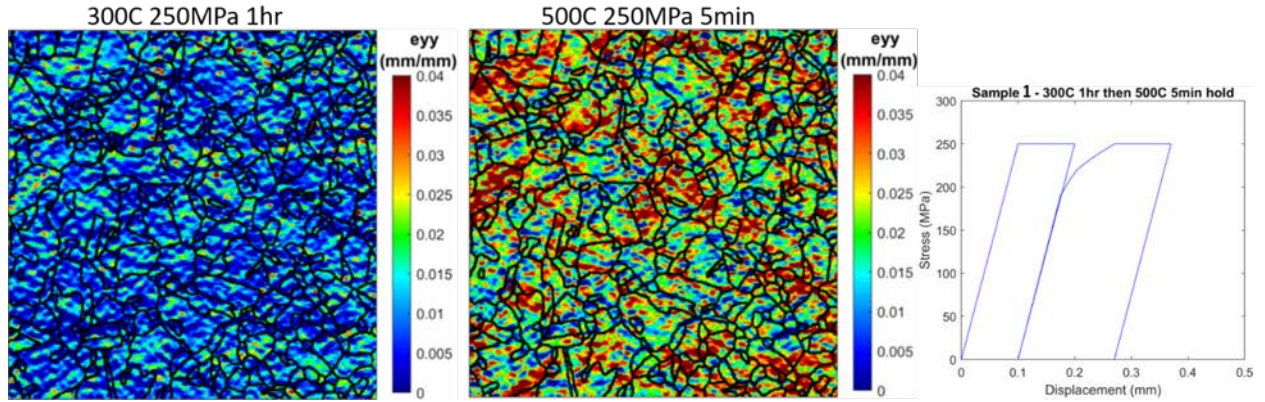 300C 250MPa 1hr
eyy
(mm/mm)
0.04
0.035
0.03
0.025
0.02
0.015
0.01
0.005
0
500C 250MPa 5min
eyy
(mm/mm)
0.04
0.035
0.03
0.025
0.02
0.015
0.01
0.005
0
Sample 1 - 300C 1hr then 500C 5min hold
Stress (MPa)
300
250
200
150
100
50
0
0 0.1 0.2 0.3 0.4 0.5
Displacement (mm)